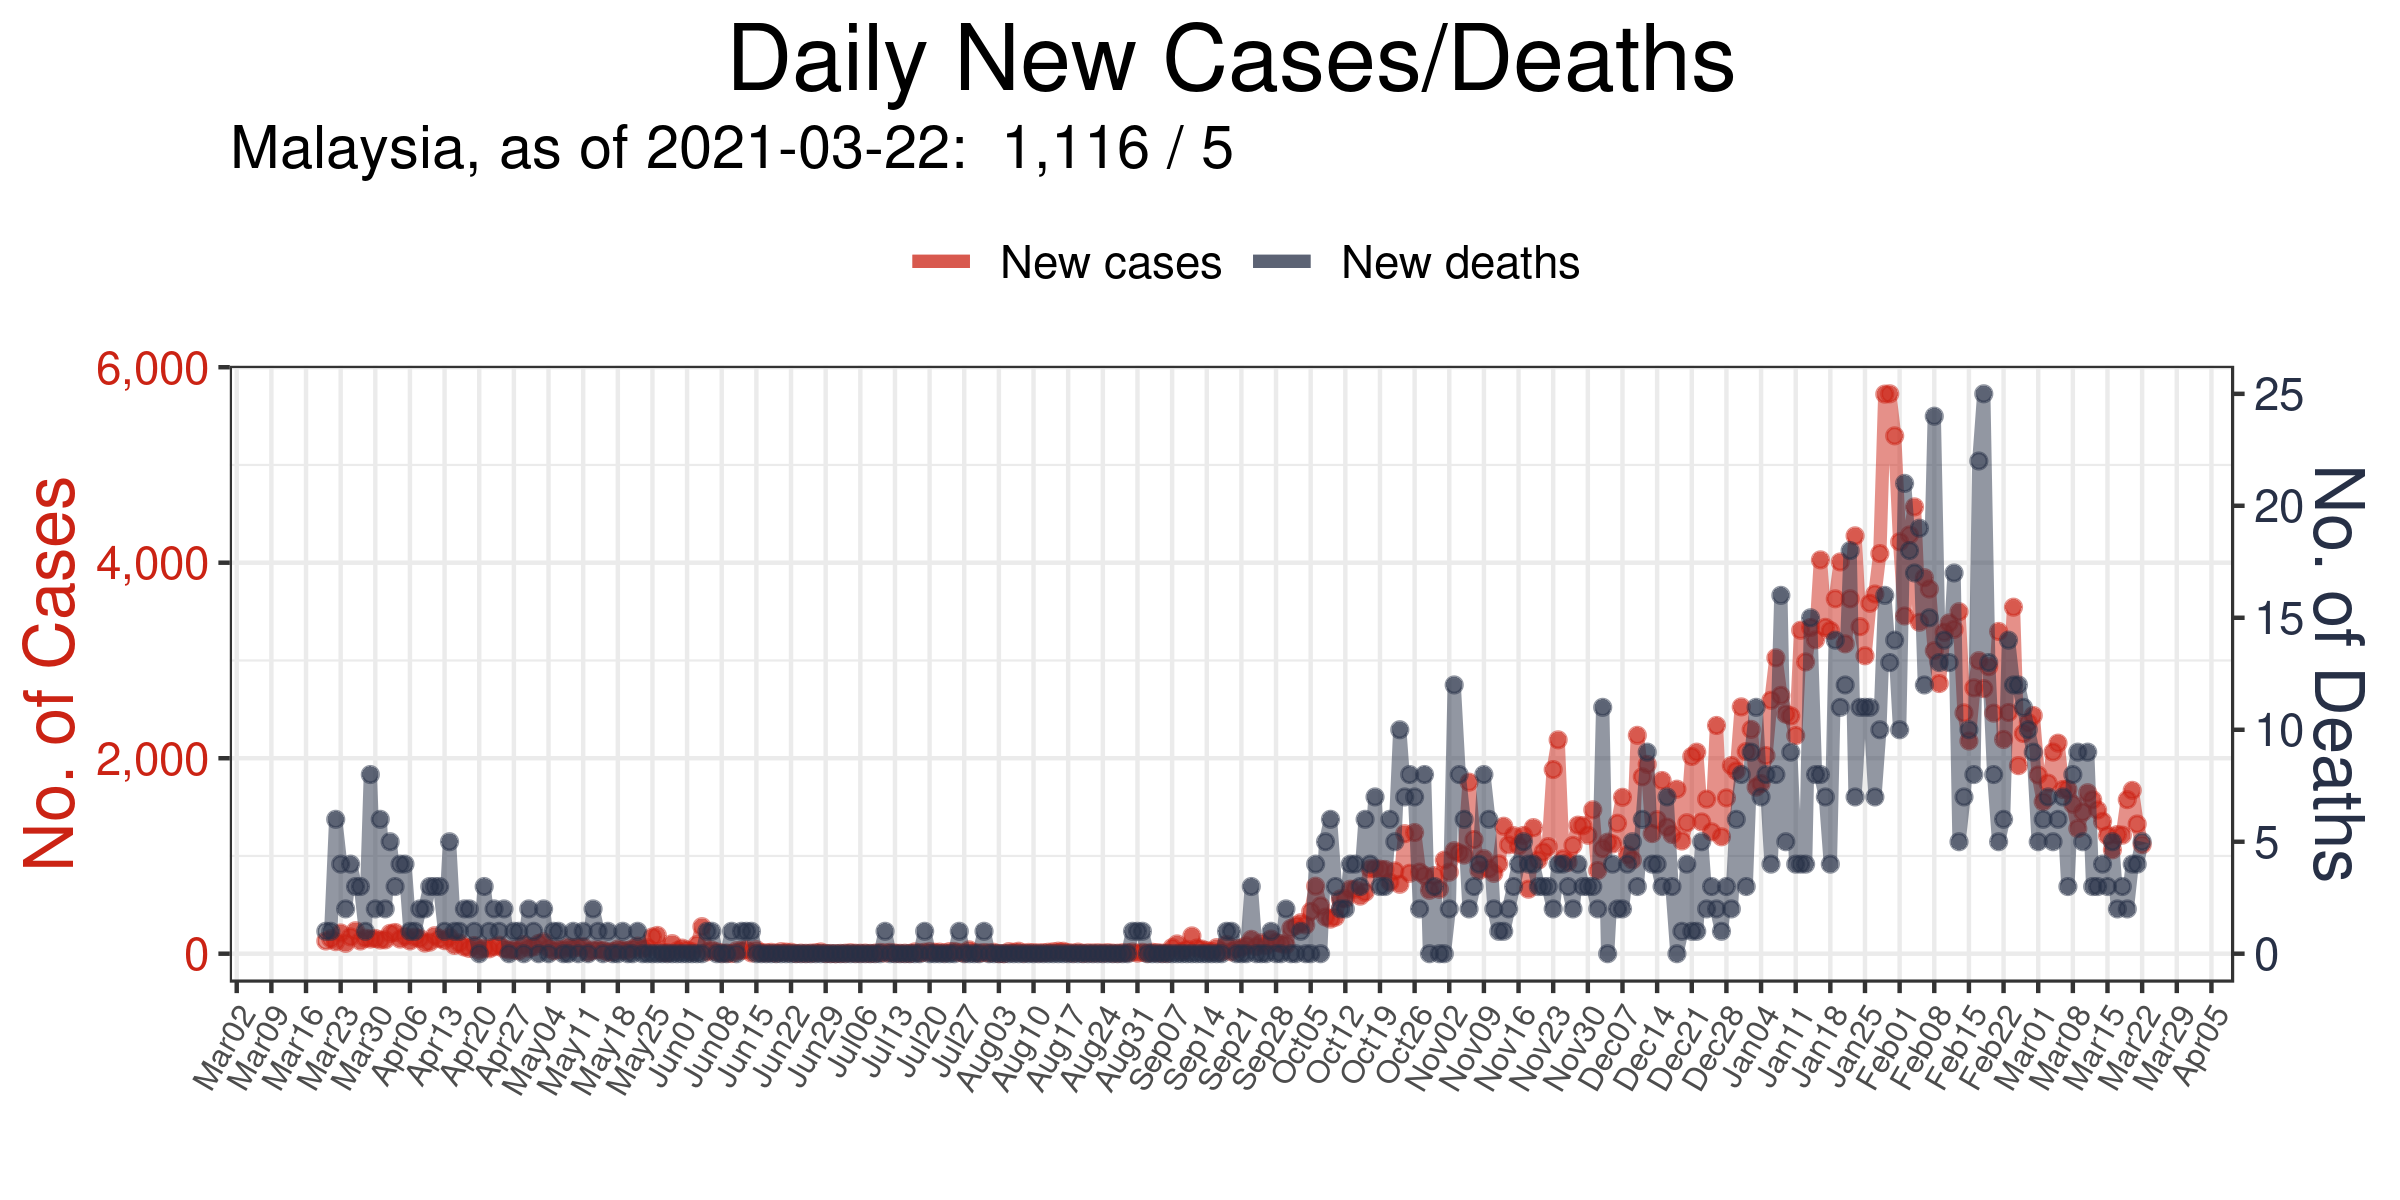 Daily New Cases/Deaths
Malaysia, as of 2021-03-22:  1,116 / 5
New cases New deaths
No. of Cases
6,000
4,000
2,000
0
25
20
15
10
5
0
No. of Deaths
Mar02 Mar09 Mar16 Mar23 Mar30 Apr06 Apr13 Apr20 Apr27 May04 May11 May18 May25 Jun01 Jun08 Jun15 Jun22 Jun29 Jul06 Jul13 Jul20 Jul27 Aug03 Aug10 Aug17 Aug24 Aug31 Sep07 Sep14 Sep21 Sep28 Oct05 Oct12 Oct19 Oct26 Nov02 Nov09 Nov16 Nov23 Nov30 Dec07 Dec14 Dec21 Dec28 Jan04 Jan11 Jan18 Jan25 Feb01 Feb08 Feb15 Feb22 Mar01 Mar08 Mar15 Mar22 Mar29 Apr05